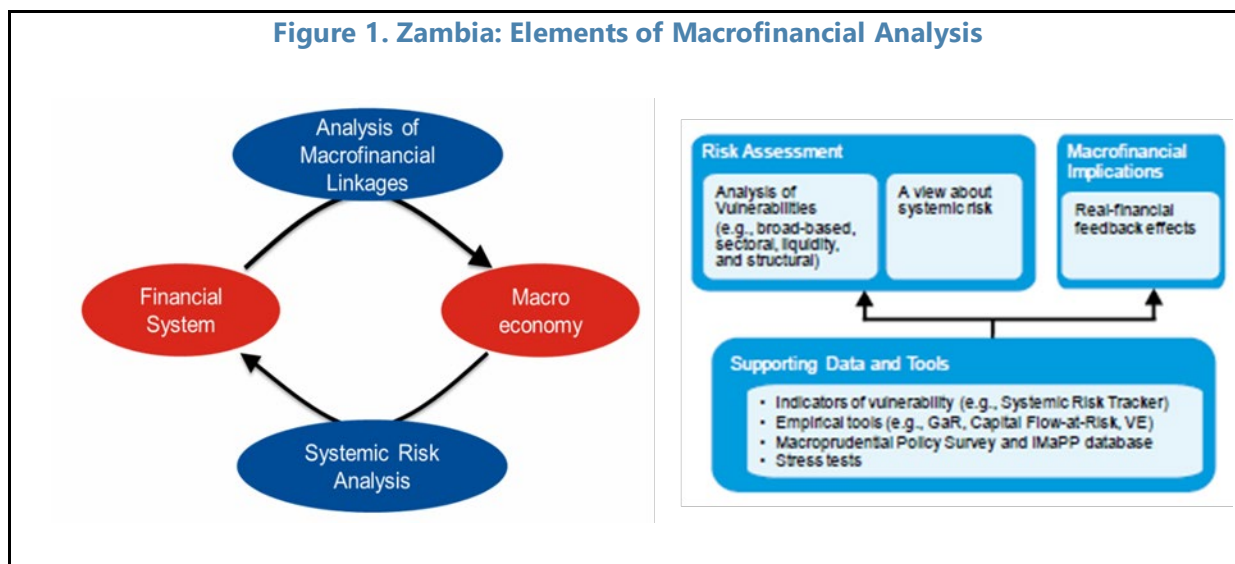 Figure 1. Zambia: Elements of Macrofinancial Analysis
Analysis of
Macrofinancial
Linkages
Financial
System
Macro
economy
Systemic Risk
Analysis
Risk Assessment
Analysis of
Vulnerabilities
(e.g., broad-based,
sectoral, liquidity,
and structural)
A view about
systemic risk
Macrofinancial
Implications
Real-financial
feedback effects
Supporting Data and Tools
• Indicators of vulnerability (e.g., Systemic Risk Tracker)
• Empirical tools (e.g., GaR, Capital Flow-at-Risk, VE)
• Macroprudential Policy Survey and iMaPP database
• Stress tests